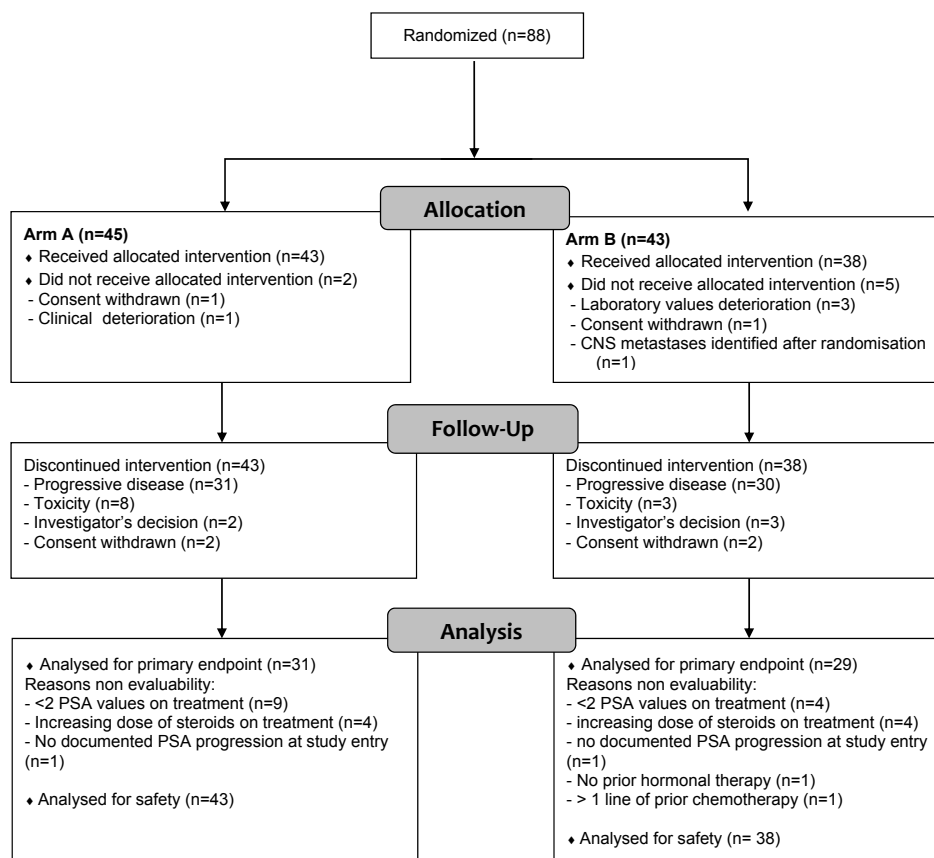 Randomized (n=88)
Allocation
Arm A (n=45)
♦ Received allocated intervention (n=43)
♦ Did not receive allocated intervention (n=2)
- Consent withdrawn (n=1)
- Clinical deterioration (n=1)
Arm B (n=43)
♦ Received allocated intervention (n=38)
♦ Did not receive allocated intervention (n=5)
- Laboratory values deterioration (n=3)
- Consent withdrawn (n=1)
- CNS metastases identified after randomisation
(n=1)
Follow-Up
Discontinued intervention (n=43)
- Progressive disease (n=31)
- Toxicity (n=8)
- Investigator's decision (n=2)
- Consent withdrawn (n=2)
Discontinued intervention (n=38)
- Progressive disease (n=30)
- Toxicity (n=3)
- Investigator's decision (n=3)
- Consent withdrawn (n=2)
Analysis
♦ Analysed for primary endpoint (n=31)
Reasons non evaluability:
- <2 PSA values on treatment (n=9)
- Increasing dose of steroids on treatment (n=4)
- No documented PSA progression at study entry
(n=1)
♦ Analysed for safety (n=43)
♦ Analysed for primary endpoint (n=29)
Reasons non evaluability:
- <2 PSA values on treatment (n=4)
- increasing dose of steroids on treatment (n=4)
- no documented PSA progression at study entry
(n=1)
- No prior hormonal therapy (n=1)
- > 1 line of prior chemotherapy (n=1)
♦ Analysed for safety (n= 38)